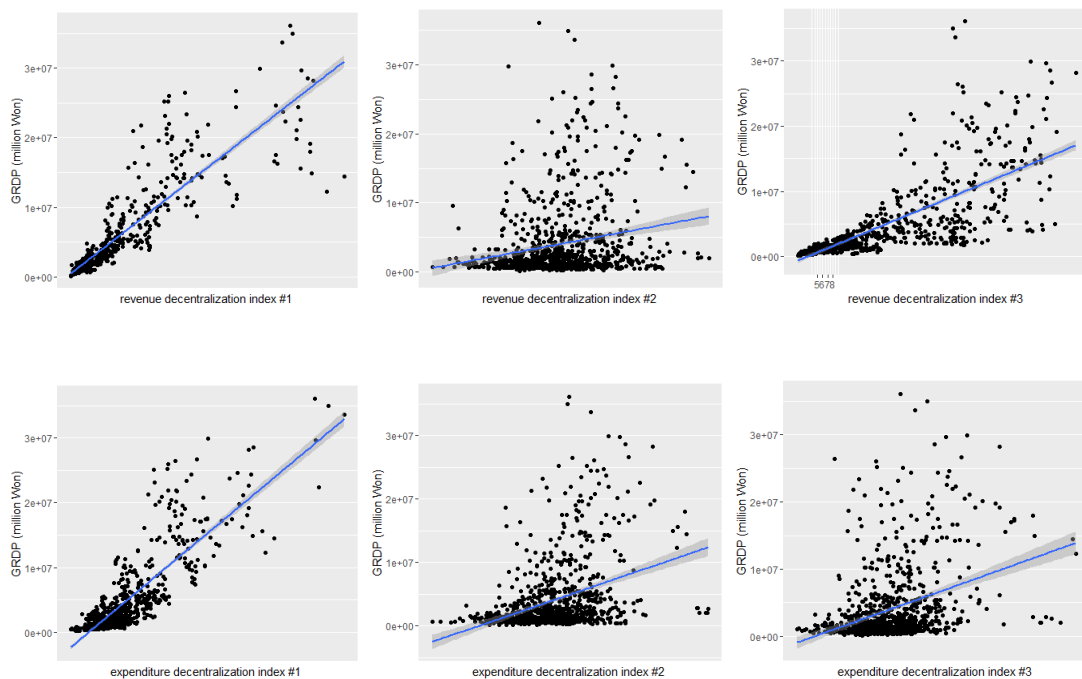 GRDP (million Won)
3e+07
2e+07
1e+07
0e+00
revenue decentralization index #1
GRDP (million Won)
3e+07
2e+07
1e+07
0e+00
revenue decentralization index #2
GRDP (million Won)
3e+07
2e+07
1e+07
0e+00
5678
revenue decentralization index #3
GRDP (million Won)
3e+07
2e+07
1e+07
0e+00
expenditure decentralization index #1
GRDP (million Won)
3e+07
2e+07
1e+07
0e+00
expenditure decentralization index #2
GRDP (million Won)
3e+07
2e+07
1e+07
0e+00
expenditure decentralization index #3